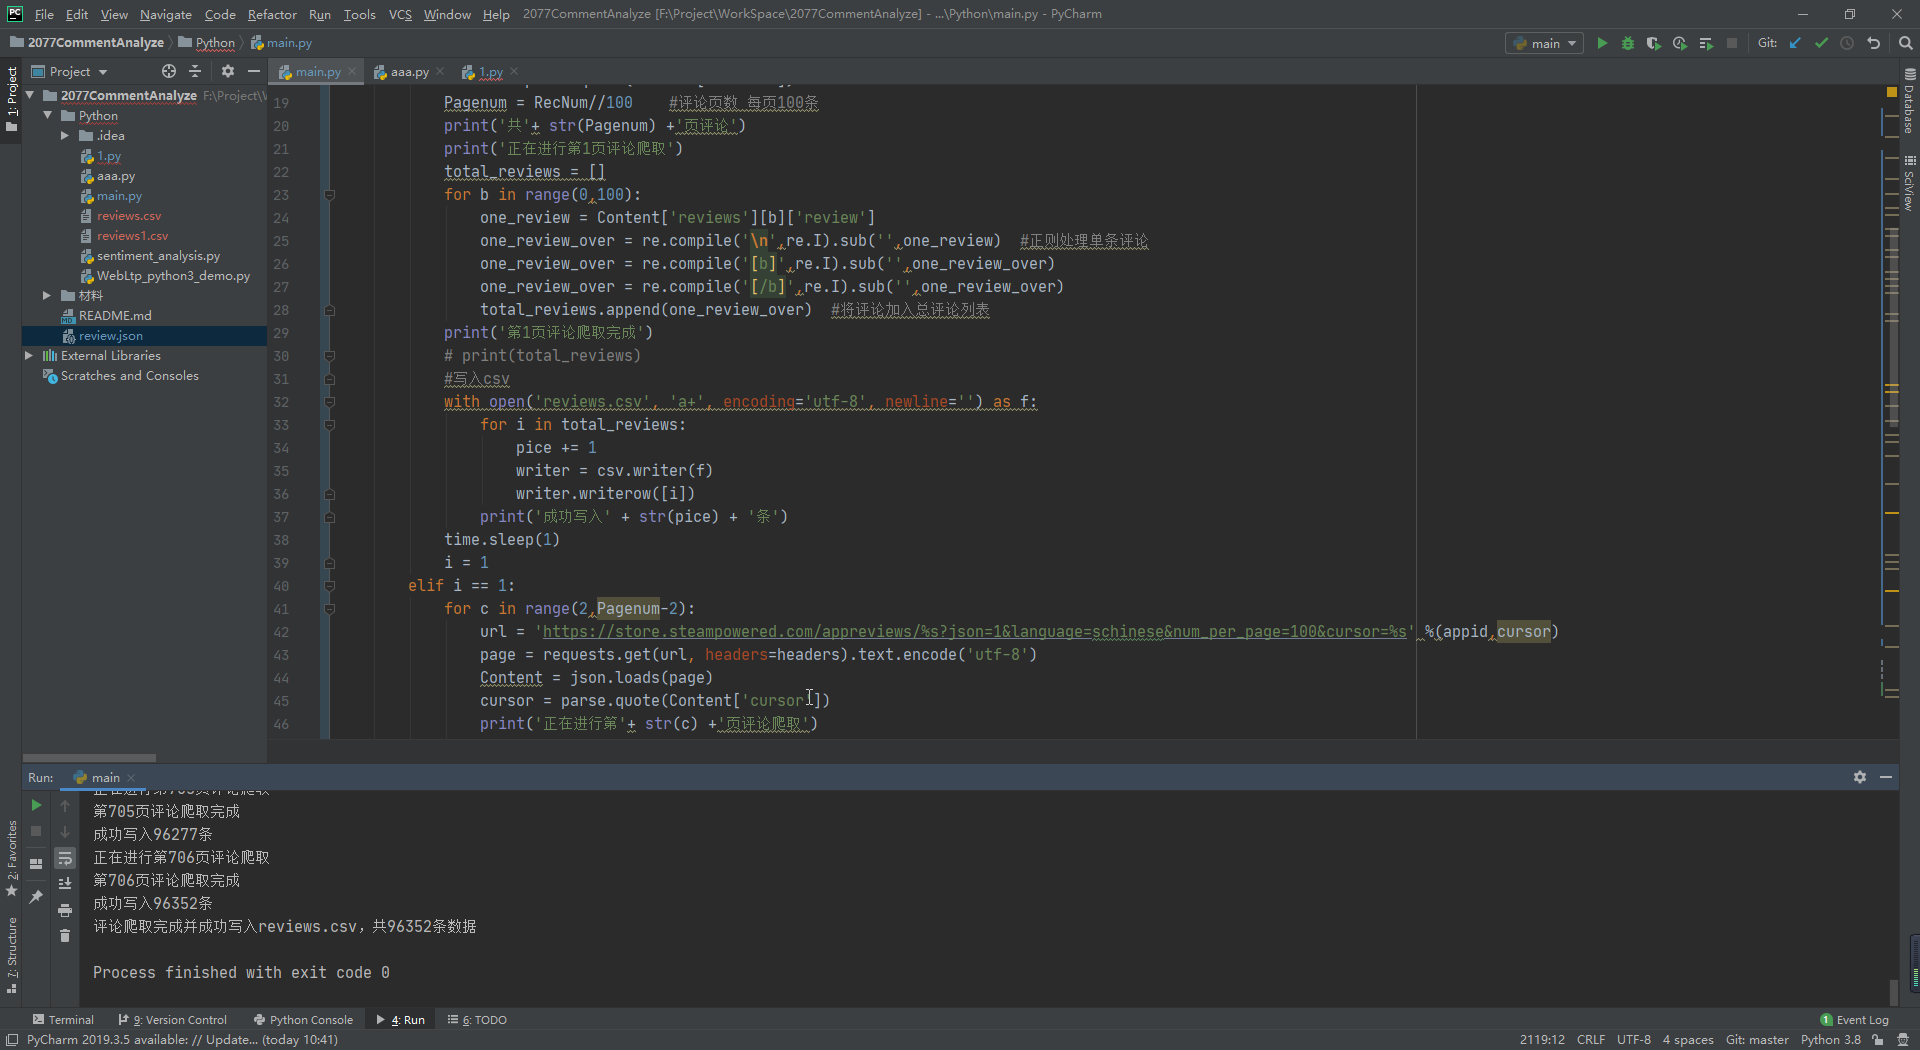 File Edit View Navigate Code Refactor Run Tools VCS Window Help 2077CommentAnalyze [F:\Project\WorkSpace\2077CommentAnalyze] - ...\Python\main.py - PyCharm
2077CommentAnalyze Python main.py
main Git:
Project
main.py aaa.py 1.py
1: Project
2077CommentAnalyze F:\Project\
Python
.idea
1.py
aaa.py
main.py
reviews.csv
reviews1.csv
sentiment_analysis.py
WebLtp_python3_demo.py
材料
README.md
review.json
External Libraries
Scratches and Consoles
19 Pagenum = RecNum//100 #评论页数 每页100条
20 print('共'+ str(Pagenum) +'页评论')
21 print('正在进行第1页评论爬取')
22 total_reviews = []
23 for b in range(0,100):
24 one_review = Content['reviews'][b]['review']
25 one_review_over = re.compile('\n',re.I).sub('',one_review) #正则处理单条评论
26 one_review_over = re.compile('[b]',re.I).sub('',one_review_over)
27 one_review_over = re.compile('[/b]',re.I).sub('',one_review_over)
28 total_reviews.append(one_review_over) #将评论加入总评论列表
29 print('第1页评论爬取完成')
30 # print(total_reviews)
31 #写入csv
32 with open('reviews.csv', 'a+', encoding='utf-8', newline='') as f:
33 for i in total_reviews:
34 pice += 1
35 writer = csv.writer(f)
36 writer.writerow([i])
37 print('成功写入' + str(pice) + '条')
38 time.sleep(1)
39 i = 1
40 elif i == 1:
41 for c in range(2,Pagenum-2):
42 url = 'https://store.steampowered.com/appreviews/%s?json=1&language=schinese&num_per_page=100&cursor=%s' %(appid,cursor)
43 page = requests.get(url, headers=headers).text.encode('utf-8')
44 Content = json.loads(page)
45 cursor = parse.quote(Content['cursor'])
46 print('正在进行第'+ str(c) +'页评论爬取')
Database
SciView
Run: main
正在进行第705页评论爬取
第705页评论爬取完成
成功写入96277条
正在进行第706页评论爬取
第706页评论爬取完成
成功写入96352条
评论爬取完成并成功写入reviews.csv，共96352条数据
Process finished with exit code 0
2: Favorites
7: Structure
Terminal 9: Version Control Python Console 4: Run 6: TODO 1 Event Log
PyCharm 2019.3.5 available: // Update... (today 10:41) 2119:12 CRLF UTF-8 4 spaces Git: master Python 3.8